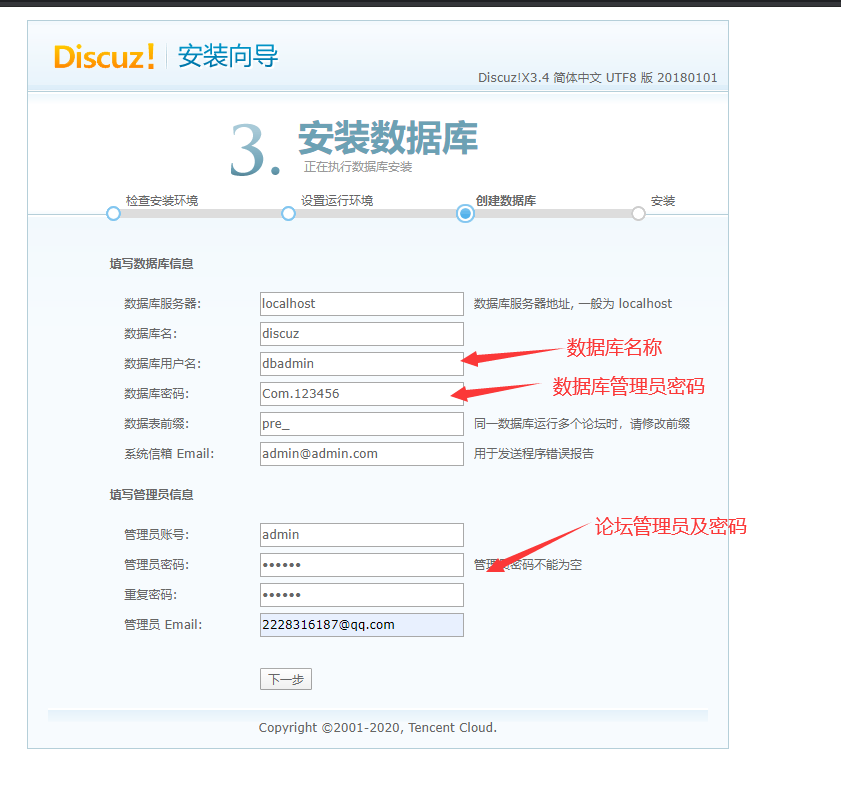 Discuz! 安装向导
Discuz!X3.4 简体中文 UTF8 版 20180101
3. 安装数据库
正在执行数据库安装
检查安装环境 设置运行环境 创建数据库 安装
填写数据库信息
数据库服务器: localhost 数据库服务器地址, 一般为 localhost
数据库名: discuz
数据库名称
数据库用户名: dbadmin
数据库管理员密码
数据库密码: Com.123456
数据表前缀: pre_ 同一数据库运行多个论坛时，请修改前缀
系统信箱 Email: admin@admin.com 用于发送程序错误报告
填写管理员信息
论坛管理员及密码
管理员账号: admin
管理员密码: •••••• 管理员密码不能为空
重复密码: ••••••
管理员 Email: 2228316187@qq.com
下一步
Copyright ©2001-2020, Tencent Cloud.